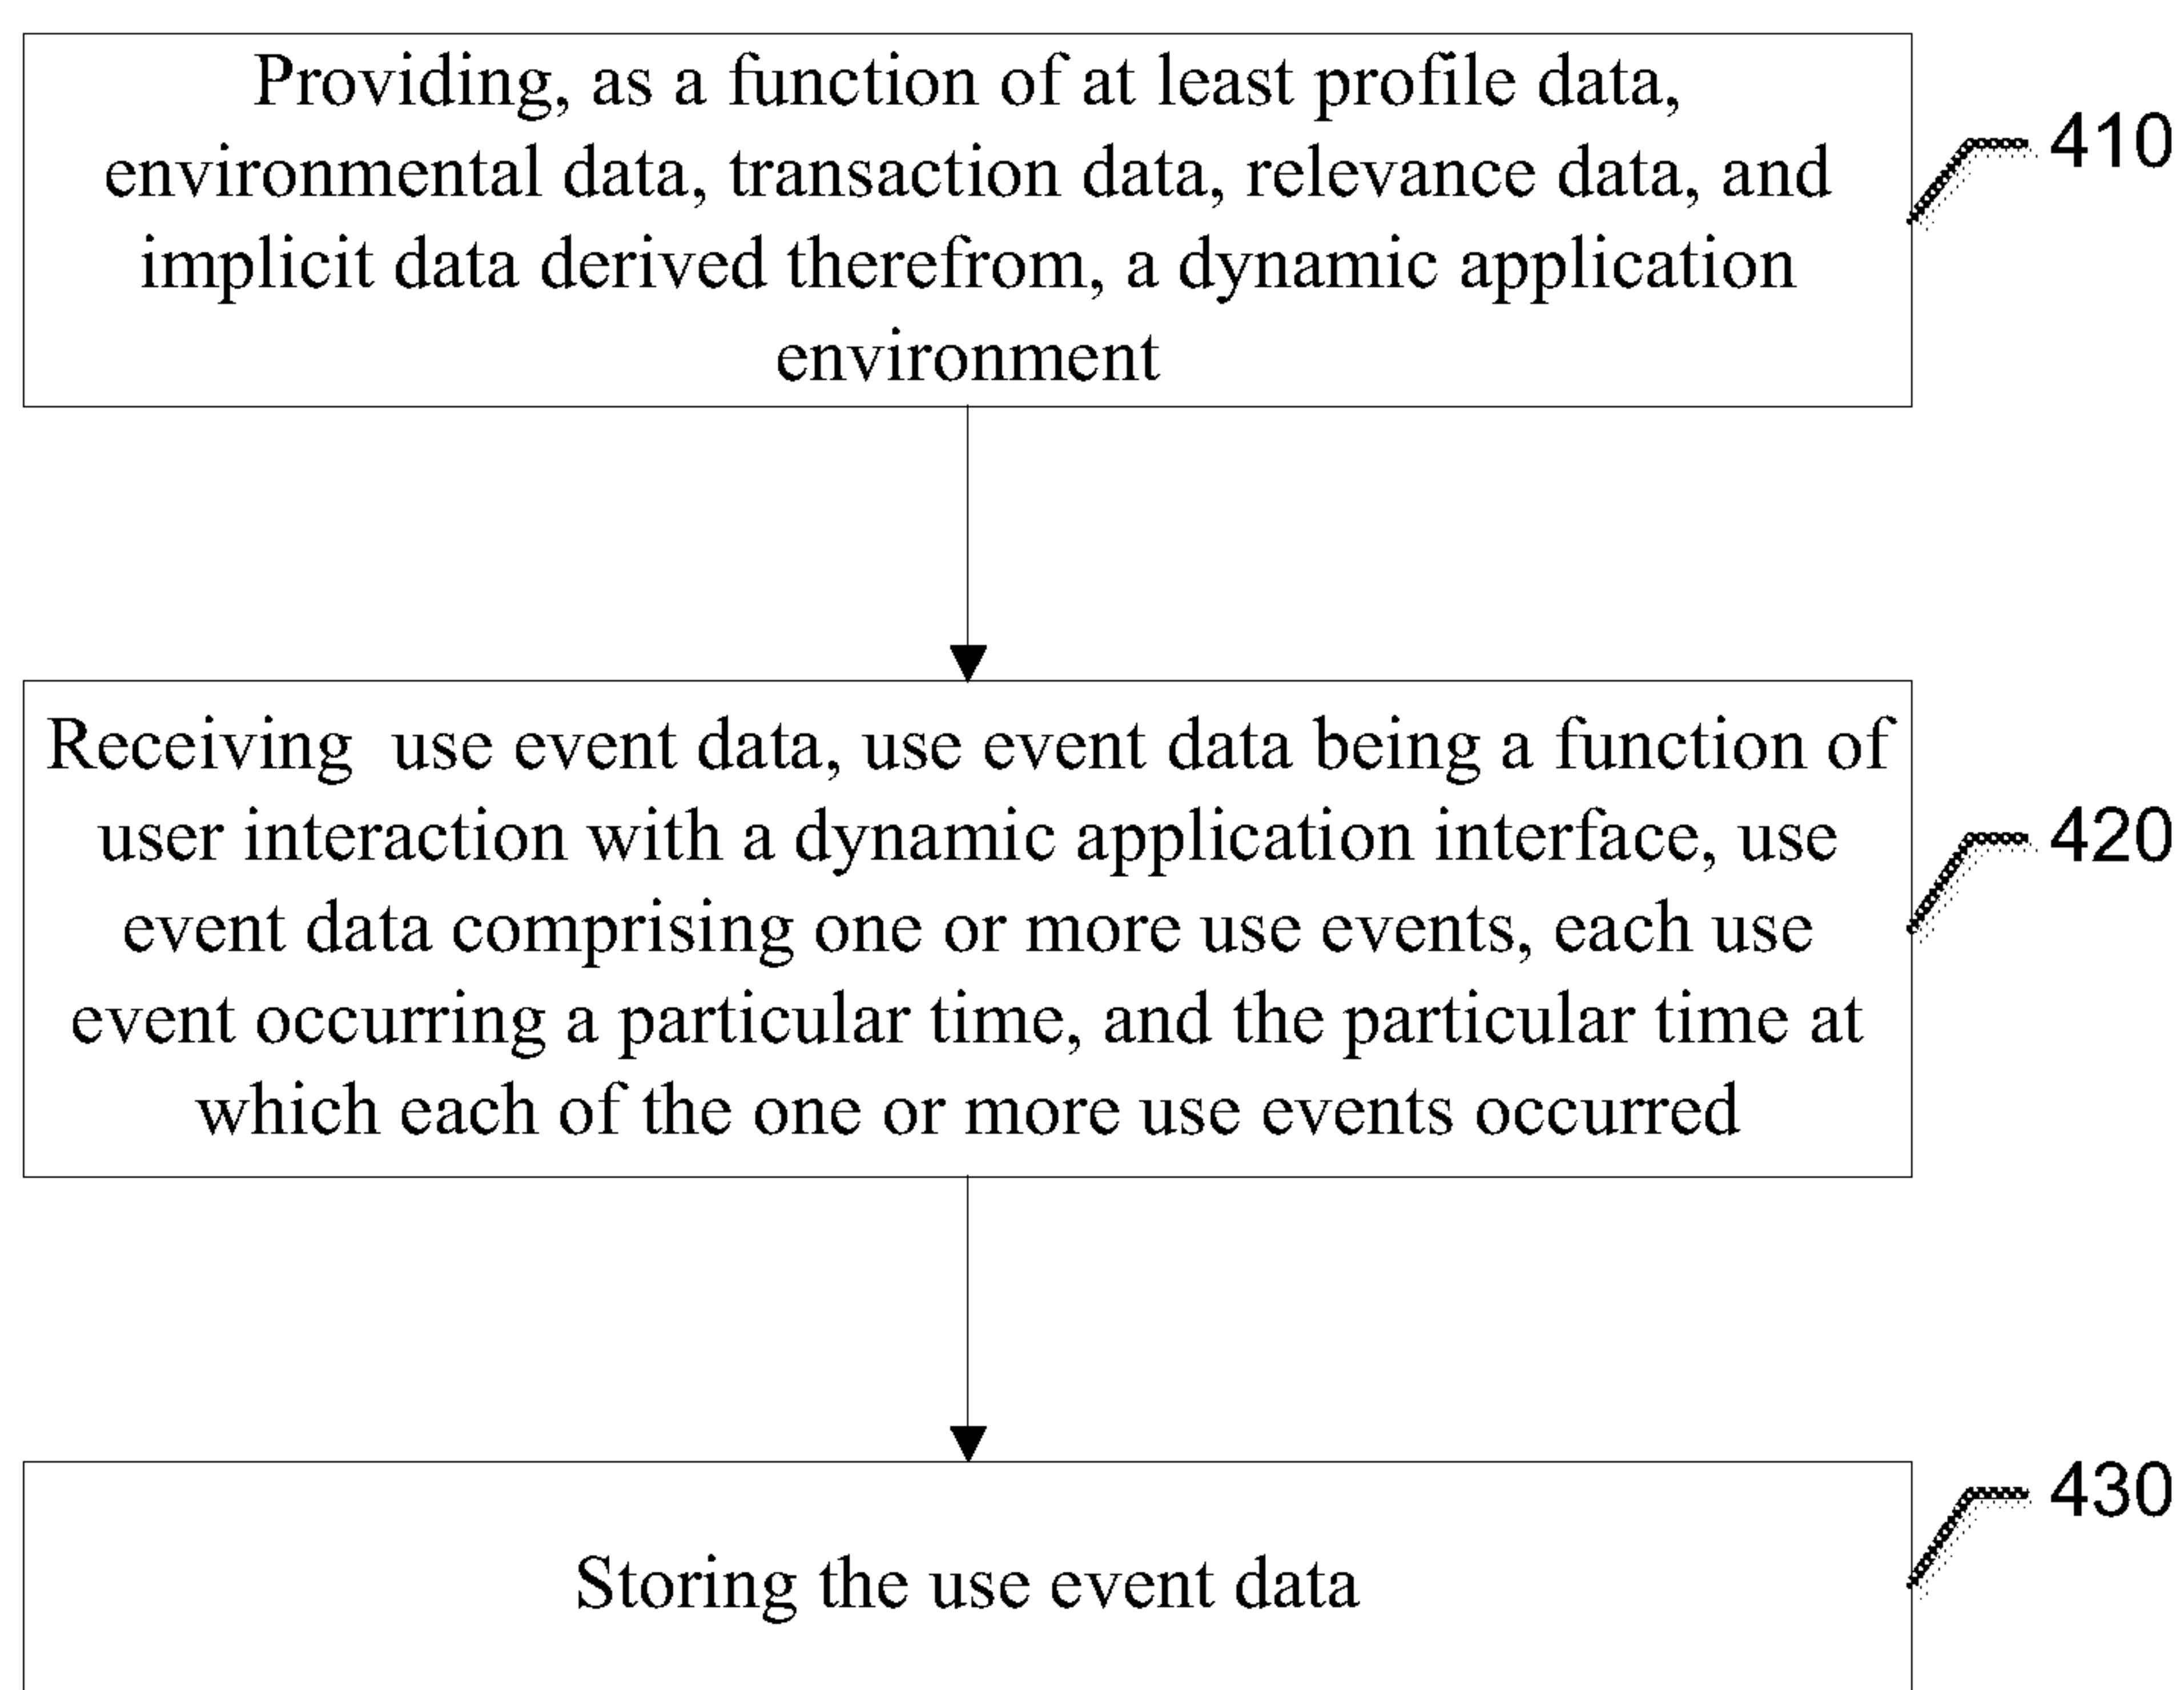 Providing, as a function of at least profile data,
environmental data, transaction data, relevance data, and
implicit data derived therefrom, a dynamic application
environment
410
Receiving use event data, use event data being a function of
user interaction with a dynamic application interface, use
event data comprising one or more use events, each use
event occurring a particular time, and the particular time at
which each of the one or more use events occurred
420
Storing the use event data
430